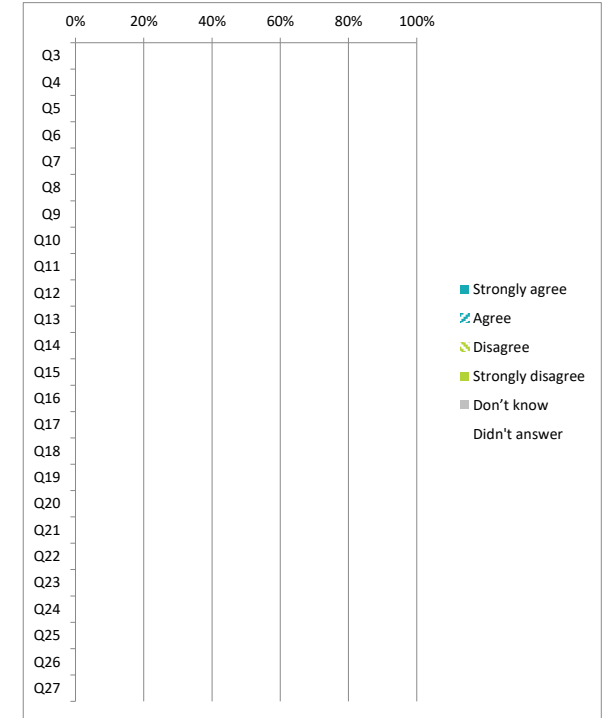 0% 20% 40% 60% 80% 100%
Q3
Q4
Q5
Q6
Q7
Q8
Q9
Q10
Q11
Q12
Q13
Q14
Q15
Q16
Q17
Q18
Q19
Q20
Q21
Q22
Q23
Q24
Q25
Q26
Q27
Strongly agree
Agree
Disagree
Strongly disagree
Don’t know
Didn't answer